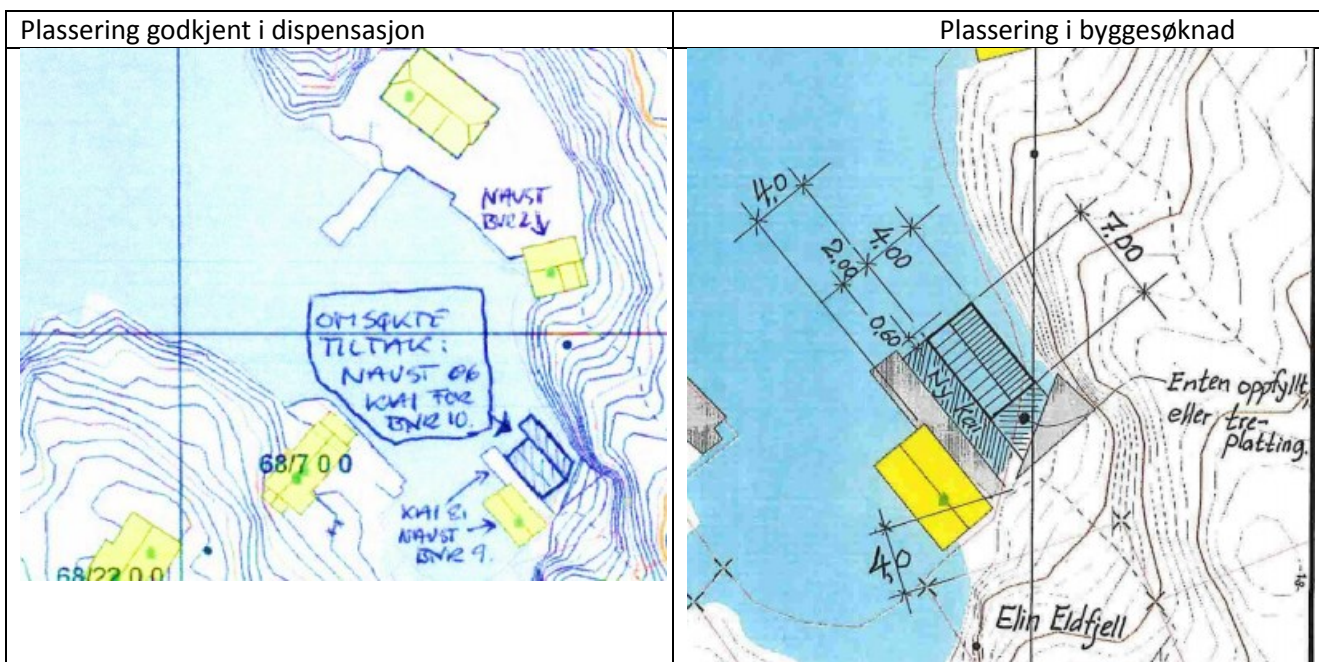 Plassering godkjent i dispensasjon
Plassering i byggesøknad
NAUST
BNR 2
OMSØKTE
TILTAK:
NAUST OG
KAI FOR
BNR 10.
68/7 0 0
KAI &
NAUST
BNR 9.
68/22 0 0
4,0
2,00
4,00
0,60
7,00
Ny kai
Enten oppfyllt
eller tre-
platting.
4,0
Elin Eldfjell